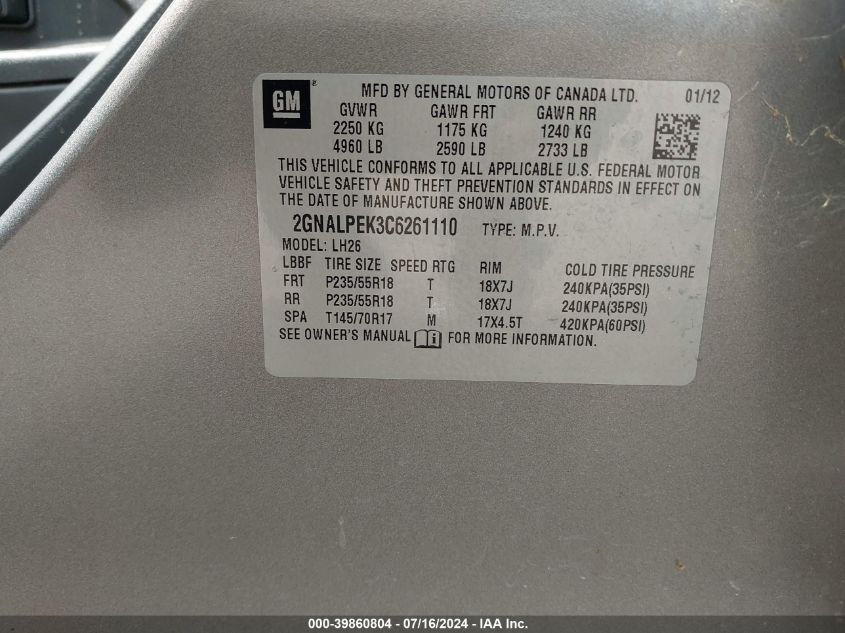 GM ®
MFD BY GENERAL MOTORS OF CANADA LTD. 01/12
GVWR GAWR FRT GAWR RR
2250 KG 1175 KG 1240 KG
4960 LB 2590 LB 2733 LB
THIS VEHICLE CONFORMS TO ALL APPLICABLE U.S. FEDERAL MOTOR
VEHICLE SAFETY AND THEFT PREVENTION STANDARDS IN EFFECT ON
THE DATE OF MANUFACTURE SHOWN ABOVE.
2GNALPEK3C6261110 TYPE: M.P.V.
MODEL: LH26
LBBF TIRE SIZE SPEED RTG RIM COLD TIRE PRESSURE
FRT P235/55R18 T 18X7J 240KPA(35PSI)
RR P235/55R18 T 18X7J 240KPA(35PSI)
SPA T145/70R17 M 17X4.5T 420KPA(60PSI)
SEE OWNER'S MANUAL i FOR MORE INFORMATION.
000-39860804 - 07/16/2024 - IAA Inc.